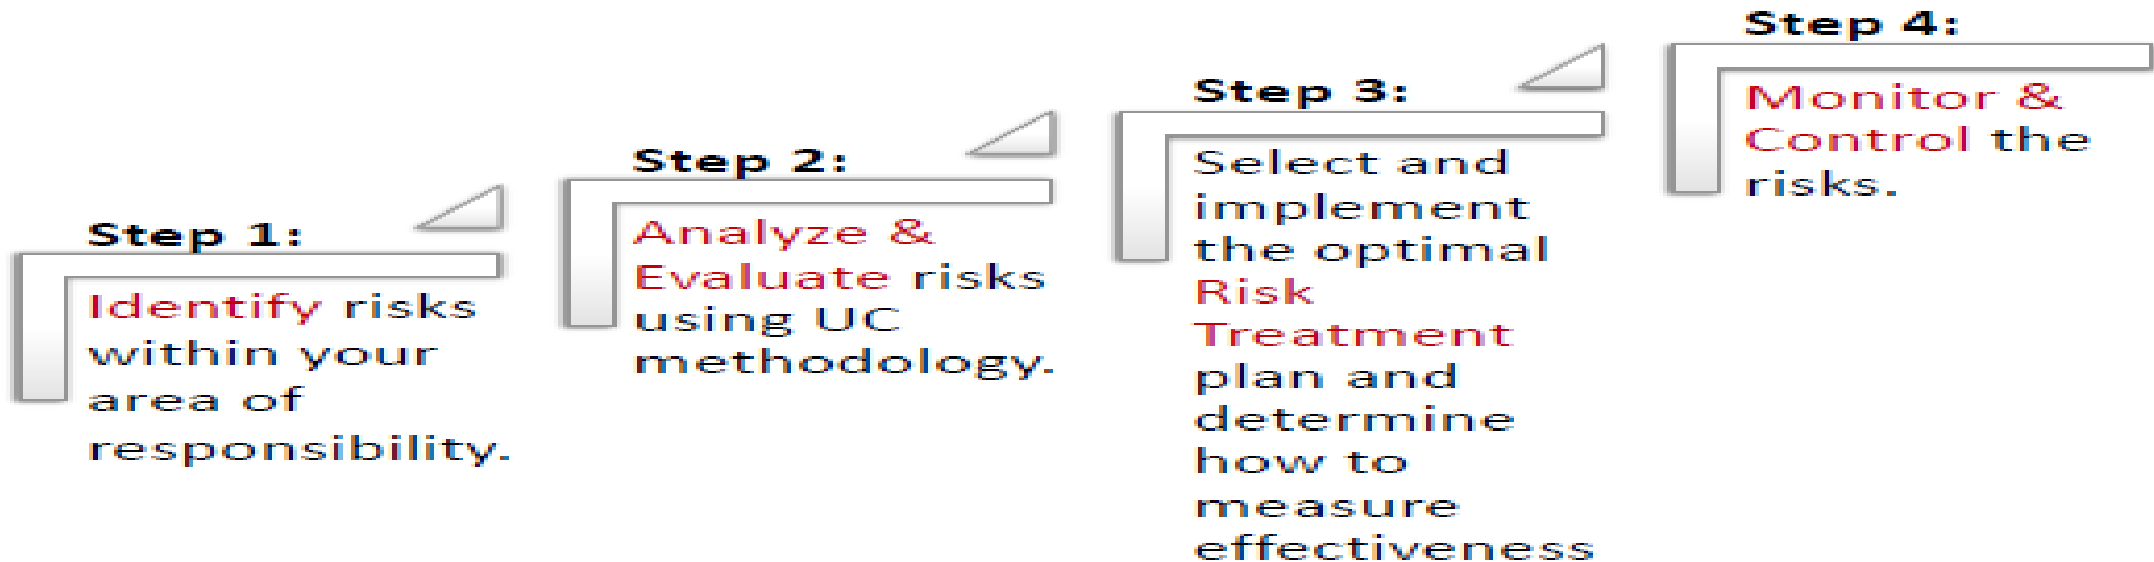 Step 1:
Identify risks
within your
area of
responsibility.
Step 2:
Analyze &
Evaluate risks
using UC
methodology.
Step 3:
Select and
implement
the optimal
Risk
Treatment
plan and
determine
how to
measure
effectiveness
Step 4:
Monitor &
Control the
risks.